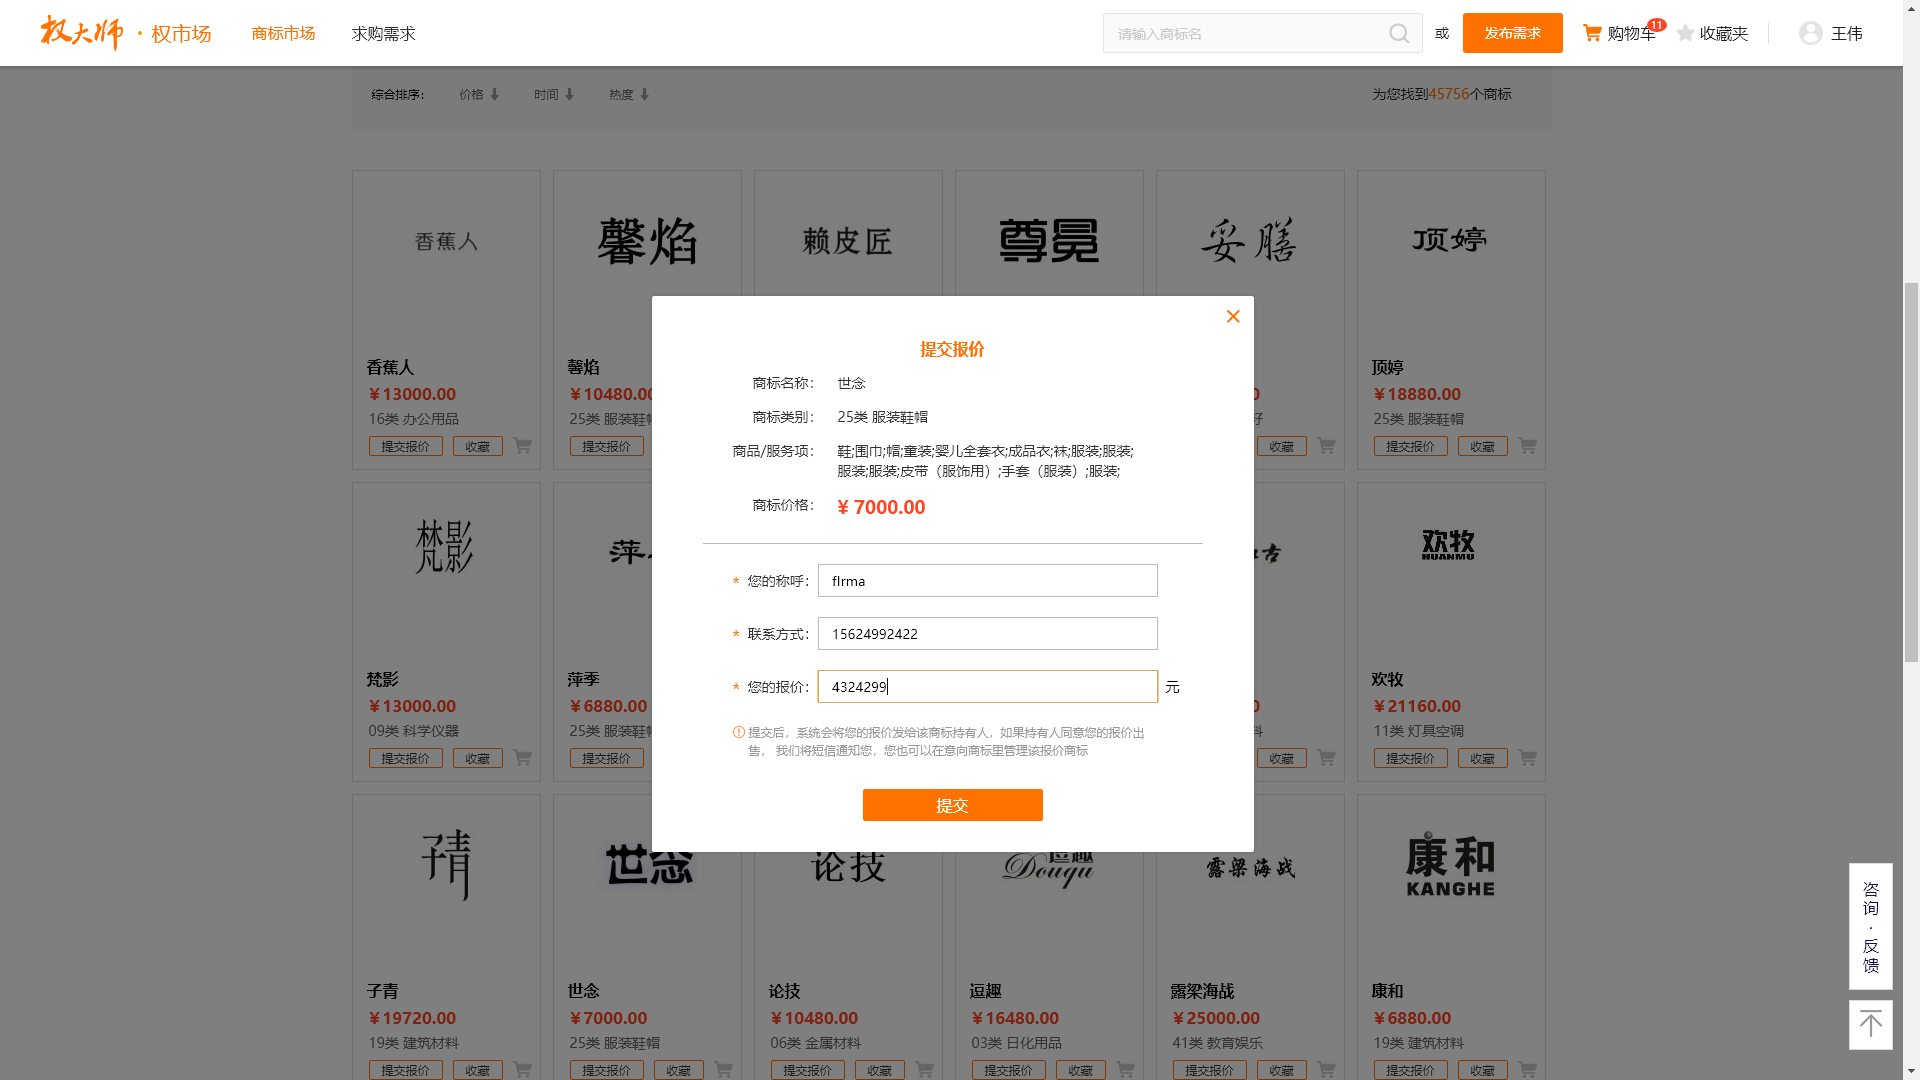 权大师 · 权市场 商标市场 求购需求 请输入商标名 或 发布需求 购物车 11 收藏夹 王伟
综合排序： 价格 时间 热度 为您找到45756个商标
香蕉人 馨焰 赖皮匠 尊冕 妥膳 顶婷
香蕉人 馨焰 顶婷
￥13000.00 ￥10480.00 ￥18880.00
16类 办公用品 25类 服装鞋帽 25类 服装鞋帽
提交报价 收藏 提交报价 收藏 提交报价 收藏
提交报价
商标名称： 世念
商标类别： 25类 服装鞋帽
商品/服务项： 鞋;围巾;帽;童装;婴儿全套衣;成品衣;袜;服装;服装;
服装;服装;皮带（服饰用）;手套（服装）;服装;
商标价格： ¥ 7000.00
* 您的称呼： flrma
* 联系方式： 15624992422
* 您的报价： 4324299 元
提交后，系统会将您的报价发给该商标持有人，如果持有人同意您的报价出
售， 我们将短信通知您，您也可以在意向商标里管理该报价商标
提交
梵影 萍 古 欢牧 HUANMU
梵影 萍季 欢牧
￥13000.00 ￥6880.00 ￥21160.00
09类 科学仪器 25类 服装鞋帽 11类 灯具空调
提交报价 收藏 提交报价 收藏 提交报价 收藏
子青 世念 论技 逗趣 Douqu 露梁海战 康和 KANGHE
子青 世念 论技 逗趣 露梁海战 康和
￥19720.00 ￥7000.00 ￥10480.00 ￥16480.00 ￥25000.00 ￥6880.00
19类 建筑材料 25类 服装鞋帽 06类 金属材料 03类 日化用品 41类 教育娱乐 19类 建筑材料
提交报价 收藏 提交报价 收藏 提交报价 收藏 提交报价 收藏 提交报价 收藏 提交报价 收藏
咨询·反馈